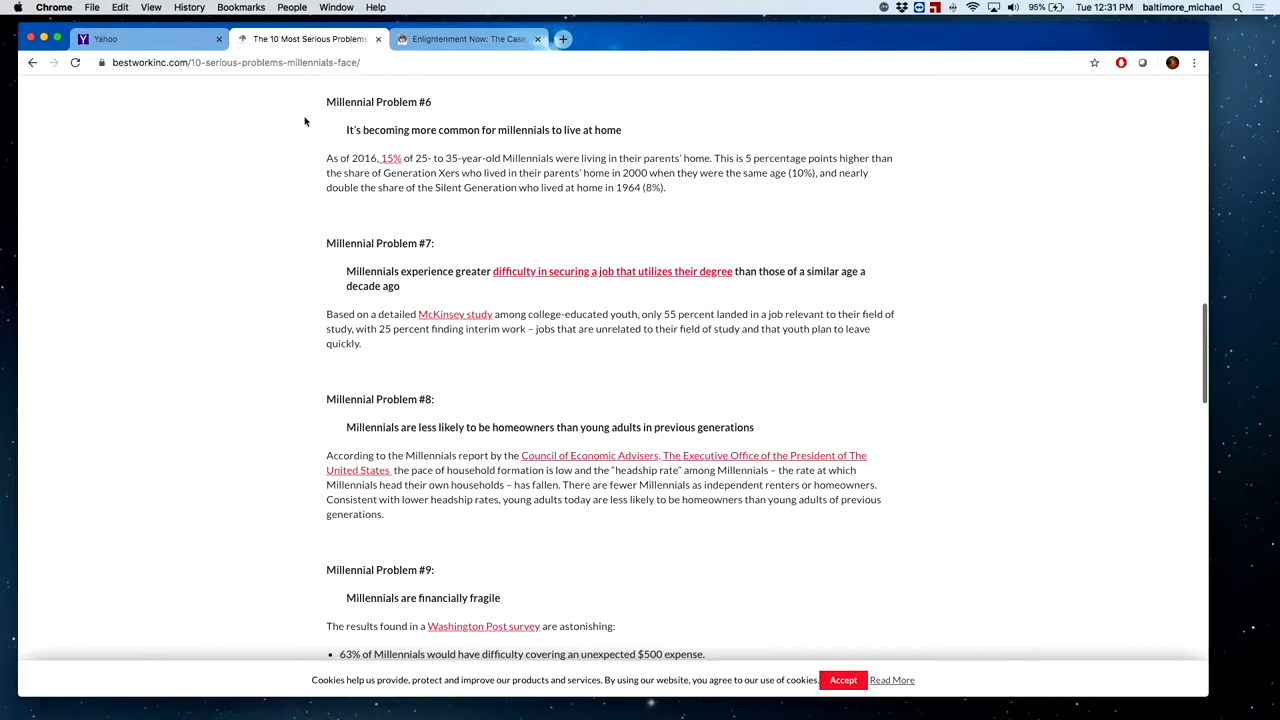 Chrome File Edit View History Bookmarks People Window Help 95% Tue 12:31 PM baltimore_michael
Yahoo The 10 Most Serious Problems Enlightenment Now: The Case
bestworkinc.com/10-serious-problems-millennials-face/
Millennial Problem #6
It's becoming more common for millennials to live at home
As of 2016, 15% of 25- to 35-year-old Millennials were living in their parents' home. This is 5 percentage points higher than
the share of Generation Xers who lived in their parents' home in 2000 when they were the same age (10%), and nearly
double the share of the Silent Generation who lived at home in 1964 (8%).
Millennial Problem #7:
Millennials experience greater difficulty in securing a job that utilizes their degree than those of a similar age a
decade ago
Based on a detailed McKinsey study among college-educated youth, only 55 percent landed in a job relevant to their field of
study, with 25 percent finding interim work – jobs that are unrelated to their field of study and that youth plan to leave
quickly.
Millennial Problem #8:
Millennials are less likely to be homeowners than young adults in previous generations
According to the Millennials report by the Council of Economic Advisers, The Executive Office of the President of The
United States the pace of household formation is low and the “headship rate” among Millennials – the rate at which
Millennials head their own households – has fallen. There are fewer Millennials as independent renters or homeowners.
Consistent with lower headship rates, young adults today are less likely to be homeowners than young adults of previous
generations.
Millennial Problem #9:
Millennials are financially fragile
The results found in a Washington Post survey are astonishing:
• 63% of Millennials would have difficulty covering an unexpected $500 expense.
Cookies help us provide, protect and improve our products and services. By using our website, you agree to our use of cookies. Accept Read More